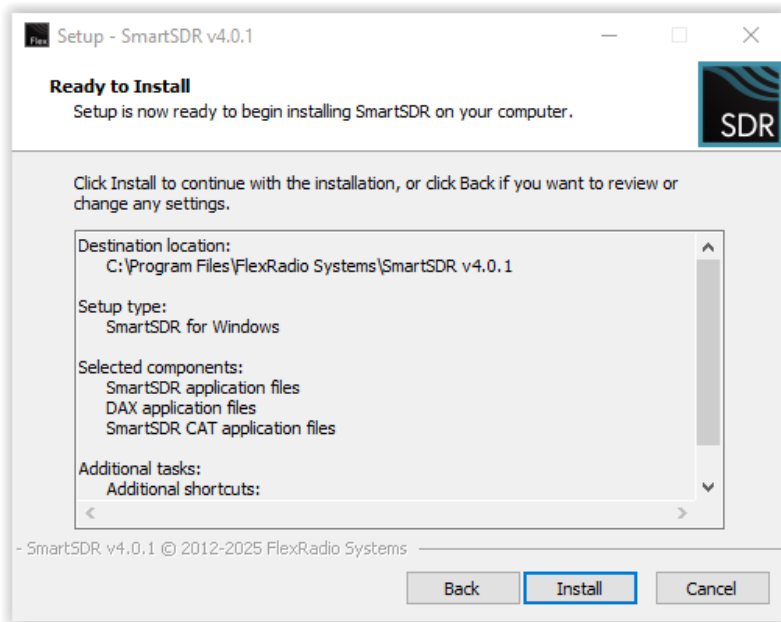 Flex
Setup - SmartSDR v4.0.1
Ready to Install
Setup is now ready to begin installing SmartSDR on your computer.
SDR
Click Install to continue with the installation, or click Back if you want to review or
change any settings.
Destination location:
C:\Program Files\FlexRadio Systems\SmartSDR v4.0.1
Setup type:
SmartSDR for Windows
Selected components:
SmartSDR application files
DAX application files
SmartSDR CAT application files
Additional tasks:
Additional shortcuts:
- SmartSDR v4.0.1 © 2012-2025 FlexRadio Systems
Back
Install
Cancel